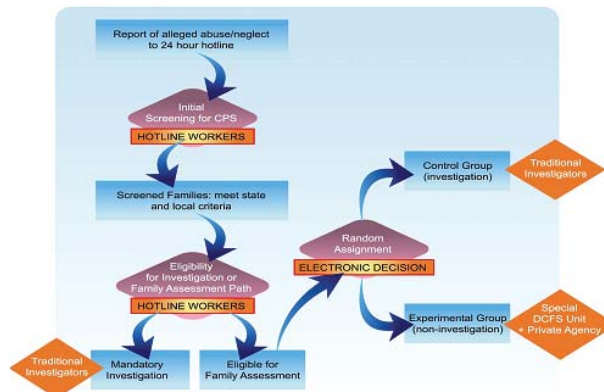 Report of alleged abuse/neglect
to 24 hour hotline
Initial
Screening for CPS
HOTLINE WORKERS
Screened Families: meet state
and local criteria
Eligibility
for Investigation or
Family Assessment Path
HOTLINE WORKERS
Traditional
Investigators
Mandatory
Investigation
Eligible for
Family Assessment
Random
Assignment
ELECTRONIC DECISION
Control Group
(investigation)
Traditional
Investigators
Experimental Group
(non-investigation)
Special
DCFS Unit
+ Private Agency